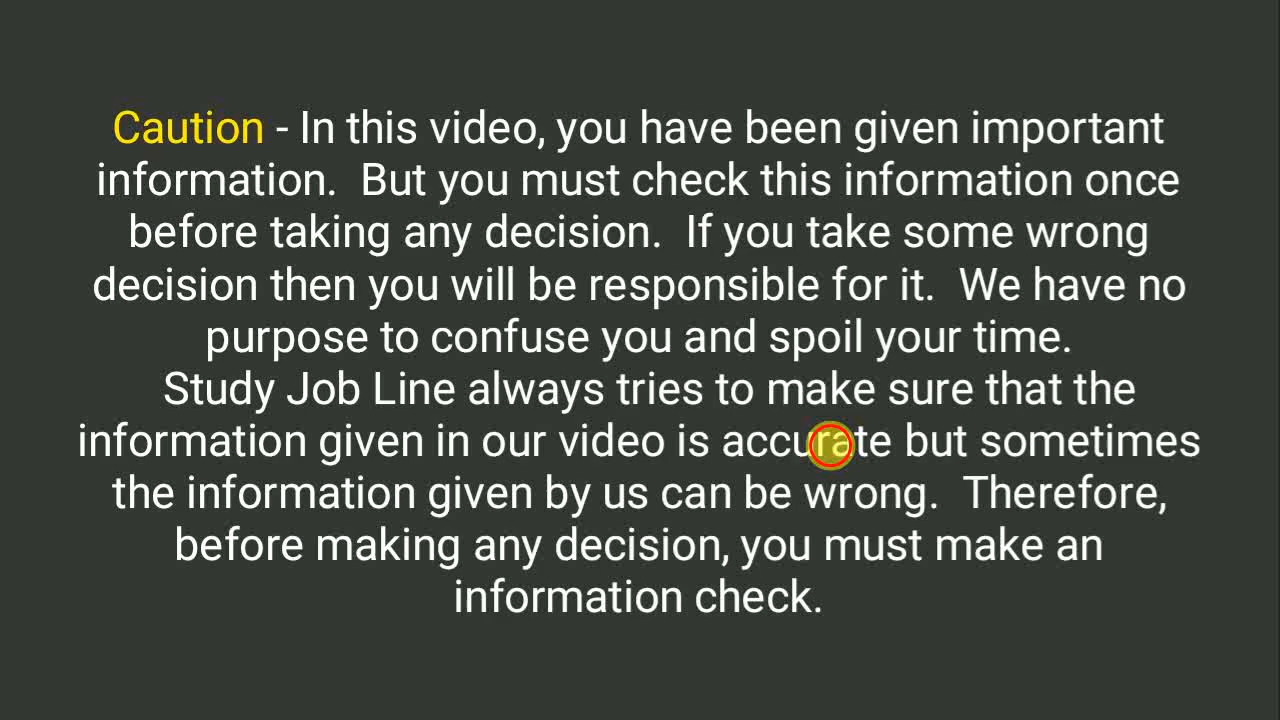 Caution - In this video, you have been given important
information.  But you must check this information once
before taking any decision.  If you take some wrong
decision then you will be responsible for it.  We have no
purpose to confuse you and spoil your time.
Study Job Line always tries to make sure that the
information given in our video is accurate but sometimes
the information given by us can be wrong.  Therefore,
before making any decision, you must make an
information check.